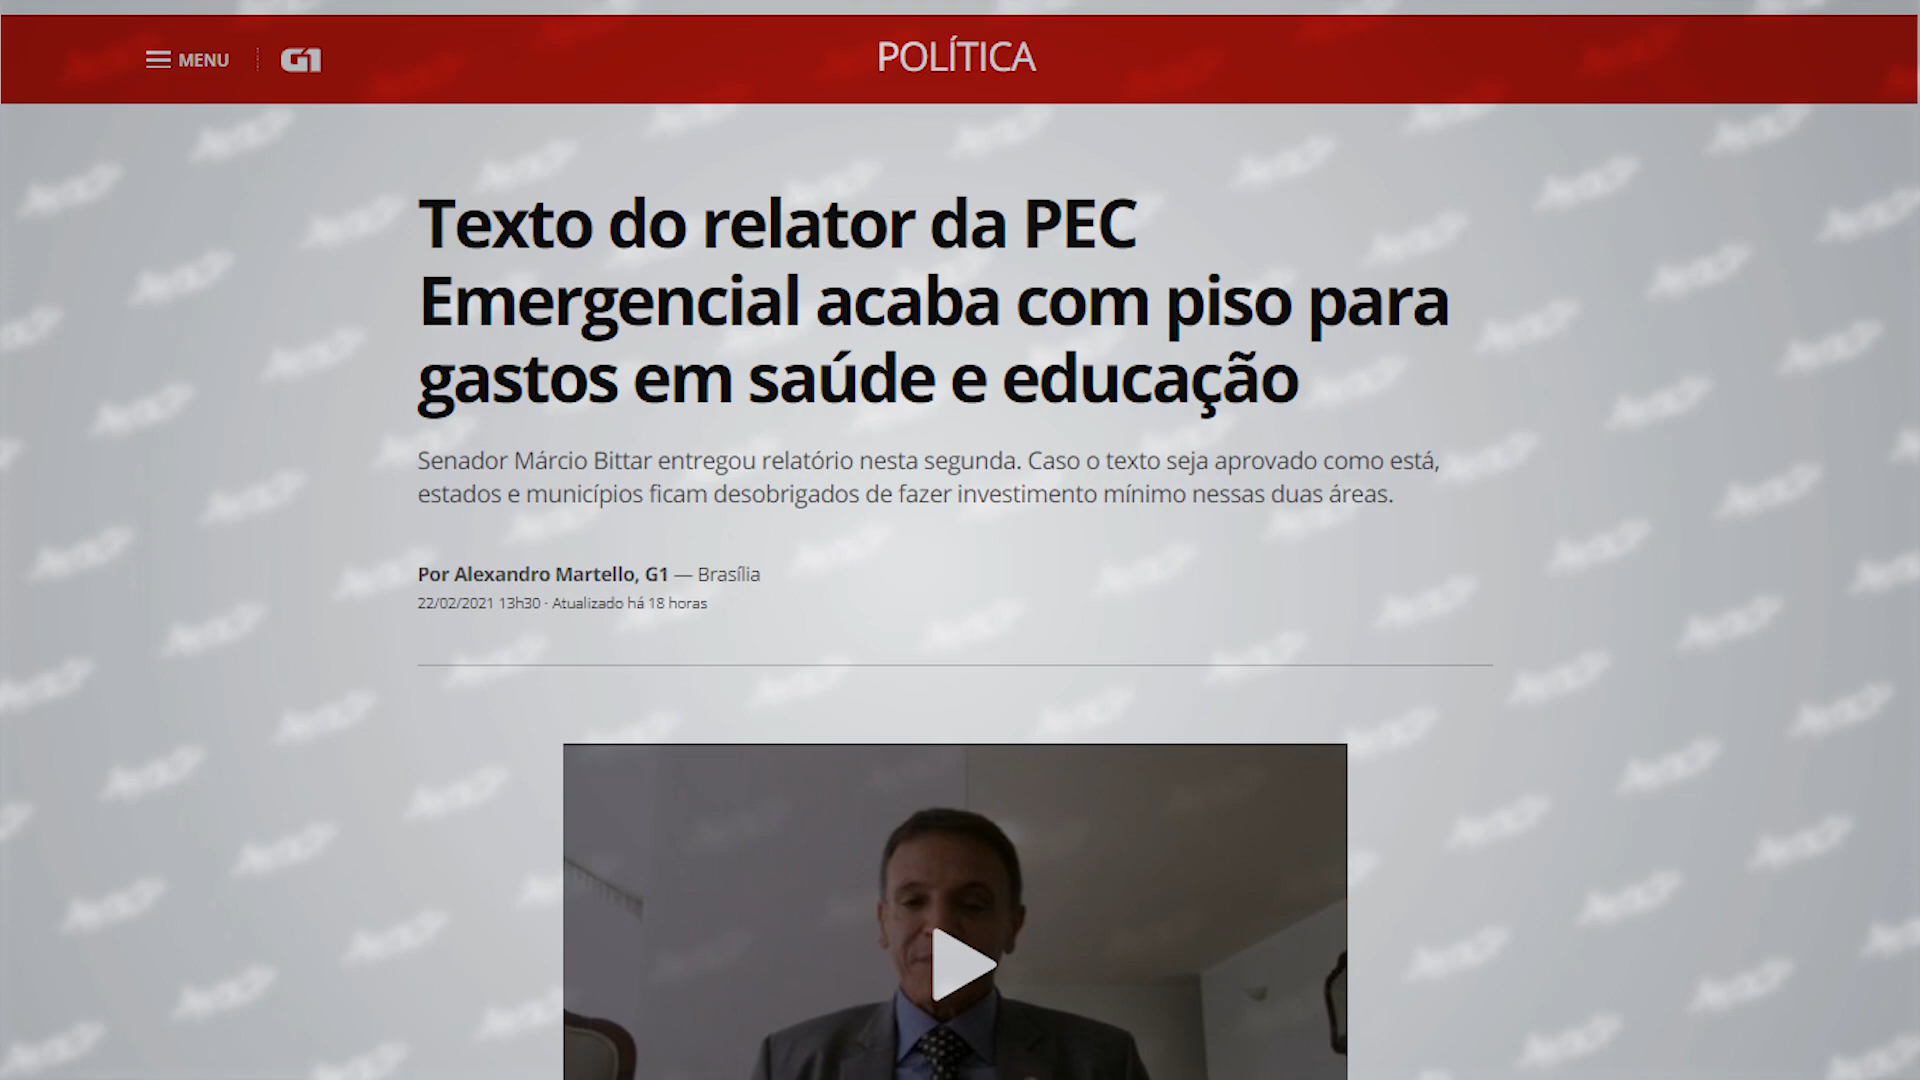 MENU
G1
POLÍTICA
Texto do relator da PEC
Emergencial acaba com piso para
gastos em saúde e educação
Senador Márcio Bittar entregou relatório nesta segunda. Caso o texto seja aprovado como está,
estados e municípios ficam desobrigados de fazer investimento mínimo nessas duas áreas.
Por Alexandro Martello, G1 — Brasília
22/02/2021 13h30 · Atualizado há 18 horas